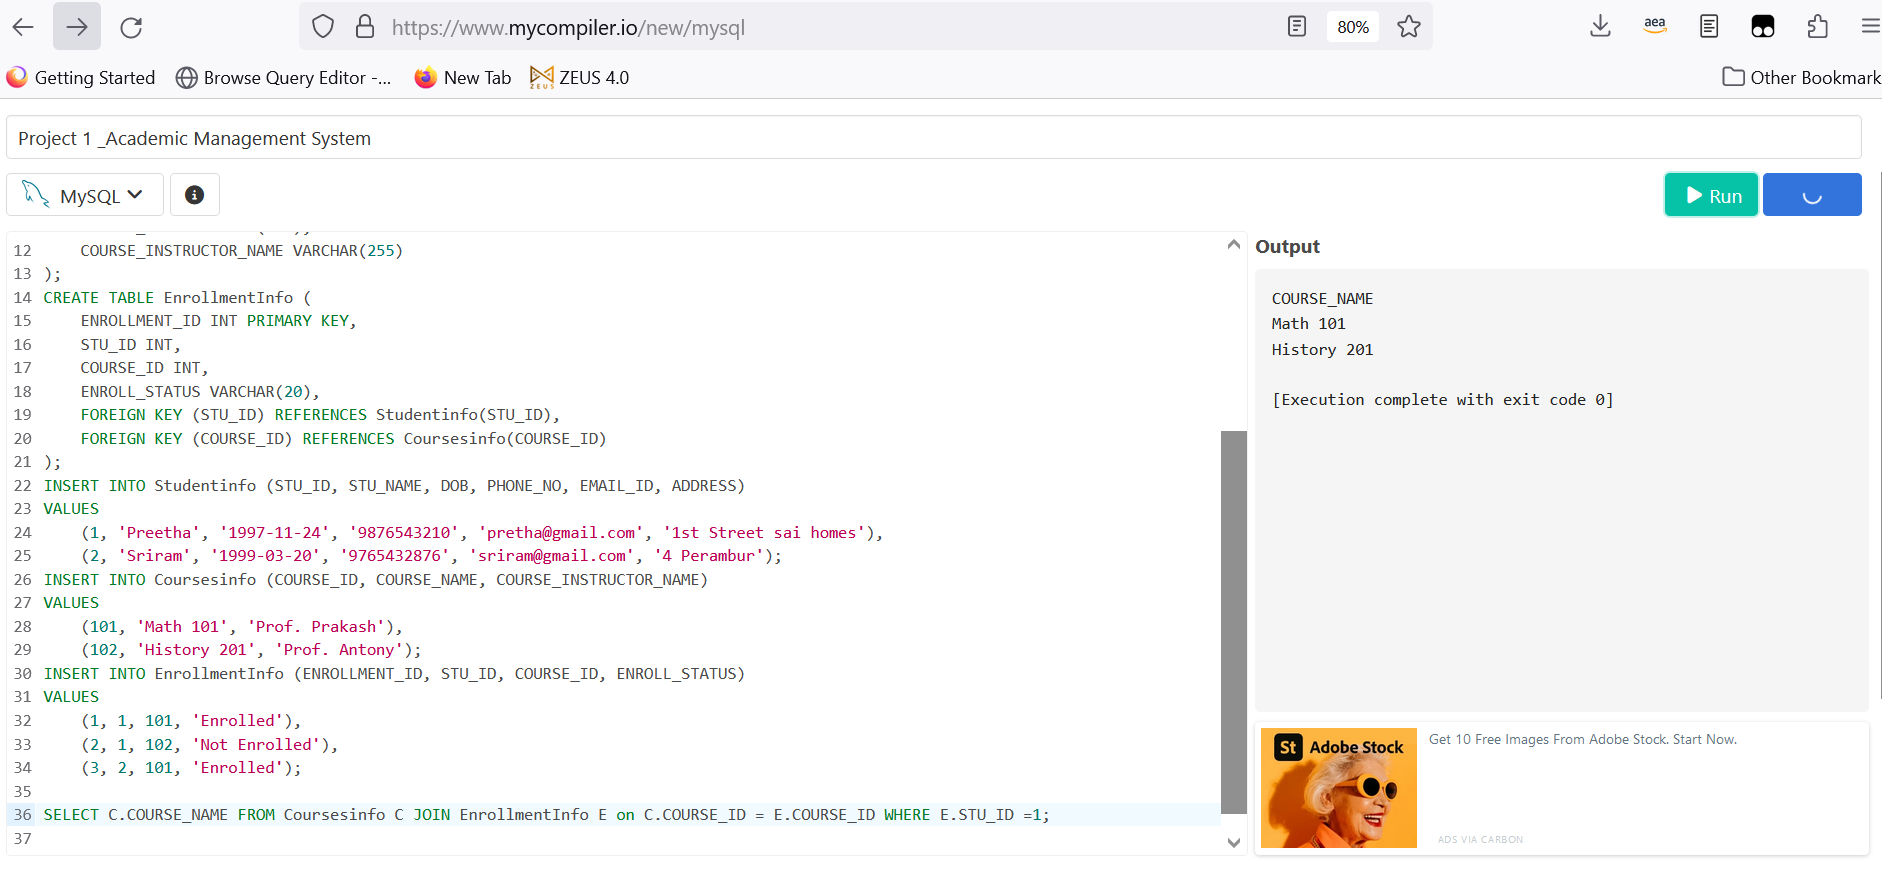 https://www.mycompiler.io/new/mysql
80%
aea
Getting Started
Browse Query Editor -...
New Tab
ZEUS
ZEUS 4.0
Other Bookmark
Project 1 _Academic Management System
MySQL
Run
12 COURSE_INSTRUCTOR_NAME VARCHAR(255)
13 );
14 CREATE TABLE EnrollmentInfo (
15 ENROLLMENT_ID INT PRIMARY KEY,
16 STU_ID INT,
17 COURSE_ID INT,
18 ENROLL_STATUS VARCHAR(20),
19 FOREIGN KEY (STU_ID) REFERENCES Studentinfo(STU_ID),
20 FOREIGN KEY (COURSE_ID) REFERENCES Coursesinfo(COURSE_ID)
21 );
22 INSERT INTO Studentinfo (STU_ID, STU_NAME, DOB, PHONE_NO, EMAIL_ID, ADDRESS)
23 VALUES
24 (1, 'Preetha', '1997-11-24', '9876543210', 'pretha@gmail.com', '1st Street sai homes'),
25 (2, 'Sriram', '1999-03-20', '9765432876', 'sriram@gmail.com', '4 Perambur');
26 INSERT INTO Coursesinfo (COURSE_ID, COURSE_NAME, COURSE_INSTRUCTOR_NAME)
27 VALUES
28 (101, 'Math 101', 'Prof. Prakash'),
29 (102, 'History 201', 'Prof. Antony');
30 INSERT INTO EnrollmentInfo (ENROLLMENT_ID, STU_ID, COURSE_ID, ENROLL_STATUS)
31 VALUES
32 (1, 1, 101, 'Enrolled'),
33 (2, 1, 102, 'Not Enrolled'),
34 (3, 2, 101, 'Enrolled');
35
36 SELECT C.COURSE_NAME FROM Coursesinfo C JOIN EnrollmentInfo E on C.COURSE_ID = E.COURSE_ID WHERE E.STU_ID =1;
37
Output
COURSE_NAME
Math 101
History 201
[Execution complete with exit code 0]
St Adobe Stock
Get 10 Free Images From Adobe Stock. Start Now.
ADS VIA CARBON